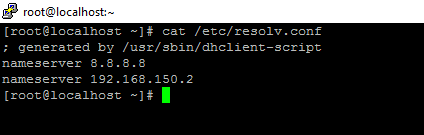 root@localhost:~
[root@localhost ~]# cat /etc/resolv.conf
; generated by /usr/sbin/dhclient-script
nameserver 8.8.8.8
nameserver 192.168.150.2
[root@localhost ~]#